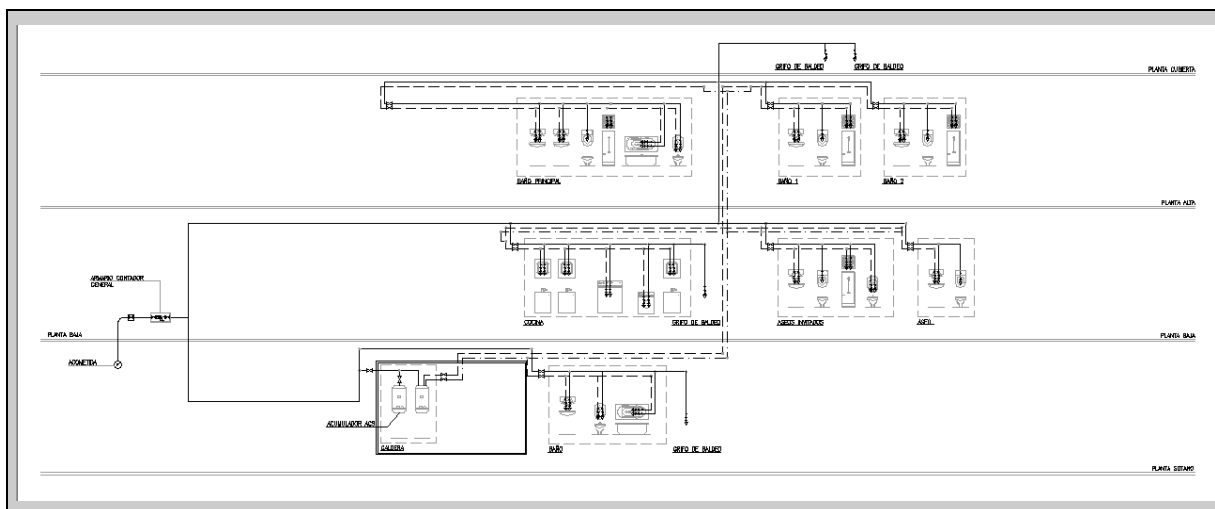 GRIFO DE BALDEO GRIFO DE BALDEO
PLANTA CUBIERTA
BAÑO PRINCIPAL
BAÑO 1
BAÑO 2
PLANTA ALTA
ARMARIO CONTADOR
GENERAL
COCINA
GRIFO DE BALDEO
ASEOS INVITADOS
ASEO
PLANTA BAJA
PLANTA BAJA
ACOMETIDA
ACUMULADOR ACS
CALDERA
BAÑO
GRIFO DE BALDEO
PLANTA SOTANO